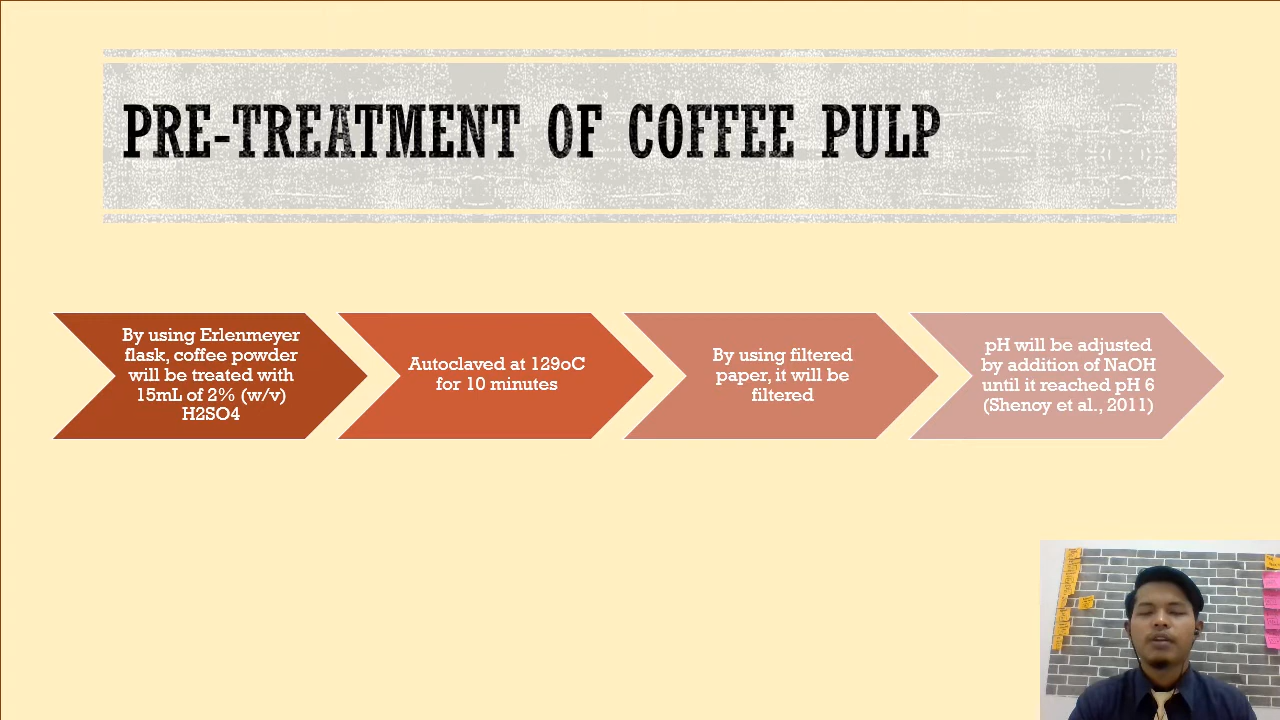 PRE-TREATMENT OF COFFEE PULP
By using Erlenmeyer
flask, coffee powder
will be treated with
15mL of 2% (w/v)
H2SO4
Autoclaved at 129oC
for 10 minutes
By using filtered
paper, it will be
filtered
pH will be adjusted
by addition of NaOH
until it reached pH 6
(Shenoy et al., 2011)